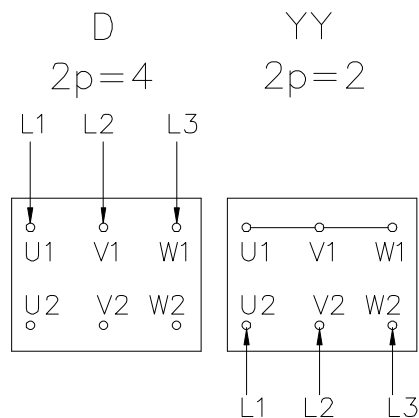 D YY
2p=4 2p=2
L1 L2 L3
U1 V1 W1 U1 V1 W1
U2 V2 W2 U2 V2 W2
L1 L2 L3